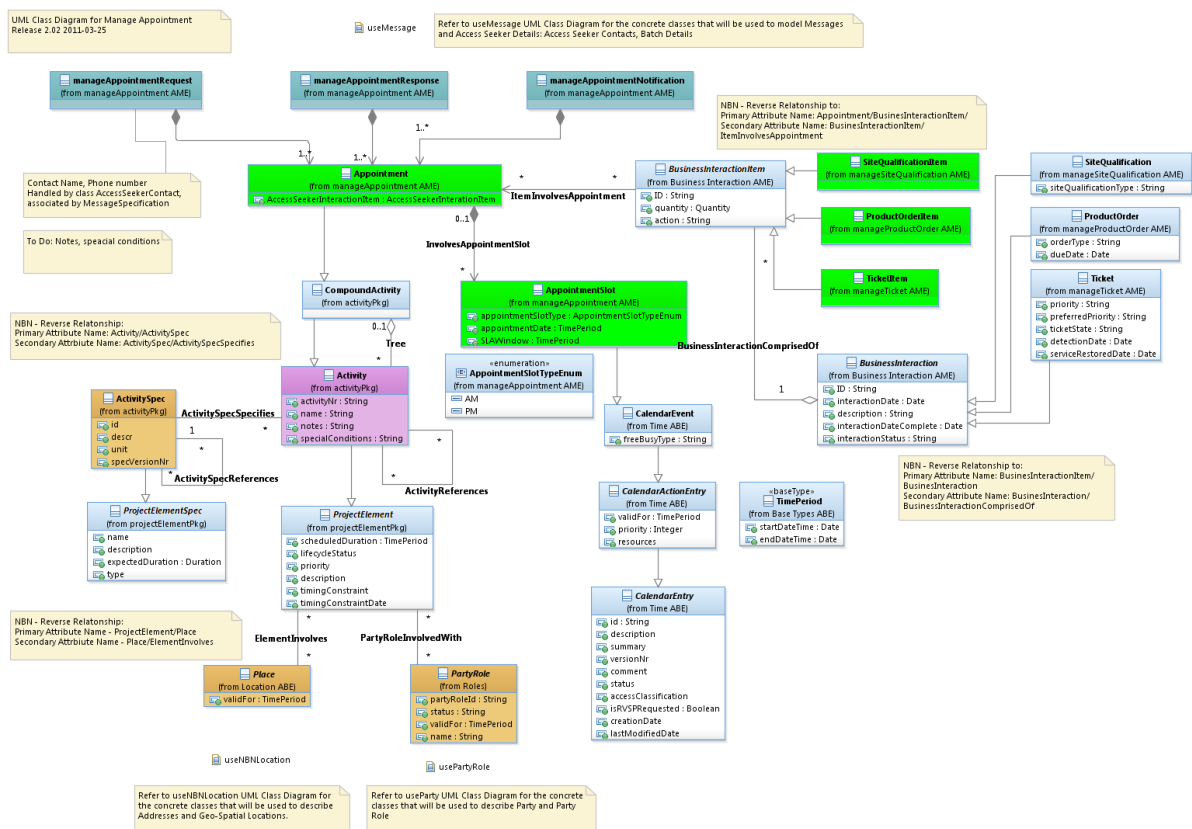 UML Class Diagram for Manage Appointment
Release 2.02 2011-03-25
useMessage
Refer to useMessage UML Class Diagram for the concrete classes that will be used to model Messages
and Access Seeker Details: Access Seeker Contacts, Batch Details
manageAppointmentRequest
(from manageAppointment AME)
manageAppointmentResponse
(from manageAppointment AME)
manageAppointmentNotification
(from manageAppointment AME)
NBN - Reverse Relatonship to:
Primary Attribute Name: Appointment/BusinesInteractionItem/
Secondary Attribute Name: BusinesInteractionItem/
ItemInvolvesAppointment
1..*
1..*
1..*
Contact Name, Phone number
Handled by class AccessSeekerContact,
associated by MessageSpecification
Appointment
(from manageAppointment AME)
AccessSeekerInteractionItem : AccessSeekerInterationItem
*
*
ItemInvolvesAppointment
BusinessInteractionItem
(from Business Interaction AME)
ID : String
quantity : Quantity
action : String
SiteQualificationItem
(from manageSiteQualification AME)
SiteQualification
(from manageSiteQualification AME)
siteQualificationType : String
ProductOrderItem
(from manageProductOrder AME)
ProductOrder
(from manageProductOrder AME)
orderType : String
dueDate : Date
To Do: Notes, speacial conditions
0..1
InvolvesAppointmentSlot
*
*
TicketItem
(from manageTicket AME)
Ticket
(from manageTicket AME)
priority : String
preferredPriority : String
ticketState : String
detectionDate : Date
serviceRestoredDate : Date
CompoundActivity
(from activityPkg)
AppointmentSlot
(from manageAppointment AME)
appointmentSlotType : AppointmentSlotTypeEnum
appointmentDate : TimePeriod
SLAWindow : TimePeriod
NBN - Reverse Relatonship:
Primary Attribute Name: Activity/ActivitySpec
Secondary Attrbiute Name: ActivitySpec/ActivitySpecSpecifies
0..1
Tree
*
BusinessInteractionComprisedOf
1
«enumeration»
AppointmentSlotTypeEnum
(from manageAppointment AME)
AM
PM
BusinessInteraction
(from Business Interaction AME)
ID : String
interactionDate : Date
description : String
interactionDateComplete : Date
interactionStatus : String
Activity
(from activityPkg)
activityNr : String
name : String
notes : String
specialConditions : String
ActivitySpec
(from activityPkg)
id
descr
unit
specVersionNr
ActivitySpecSpecifies
1
*
*
*
ActivitySpecReferences
*
*
ActivityReferences
CalendarEvent
(from Time ABE)
freeBusyType : String
NBN - Reverse Relatonship to:
Primary Attribute Name: BusinesInteractionItem/
BusinessInteraction
Secondary Attribute Name: BusinesInteraction/
BusinessInteractionComprisedOf
CalendarActionEntry
(from Time ABE)
validFor : TimePeriod
priority : Integer
resources
«baseType»
TimePeriod
(from Base Types ABE)
startDateTime : Date
endDateTime : Date
ProjectElementSpec
(from projectElementPkg)
name
description
expectedDuration : Duration
type
ProjectElement
(from projectElementPkg)
scheduledDuration : TimePeriod
lifecycleStatus
priority
description
timingConstraint
timingConstraintDate
CalendarEntry
(from Time ABE)
id : String
description
summary
versionNr
comment
status
accessClassification
isRVSPRequested : Boolean
creationDate
lastModifiedDate
NBN - Reverse Relatonship:
Primary Attribute Name - ProjectElement/Place
Secondary Attrbiute Name - Place/ElementInvolves
*
ElementInvolves
*
*
PartyRoleInvolvedWith
*
Place
(from Location ABE)
validFor : TimePeriod
PartyRole
(from Roles)
partyRoleId : String
status : String
validFor : TimePeriod
name : String
useNBNLocation
usePartyRole
Refer to useNBNLocation UML Class Diagram for
the concrete classes that will be used to describe
Addresses and Geo-Spatial Locations.
Refer to useParty UML Class Diagram for the concrete
classes that will be used to describe Party and Party
Role